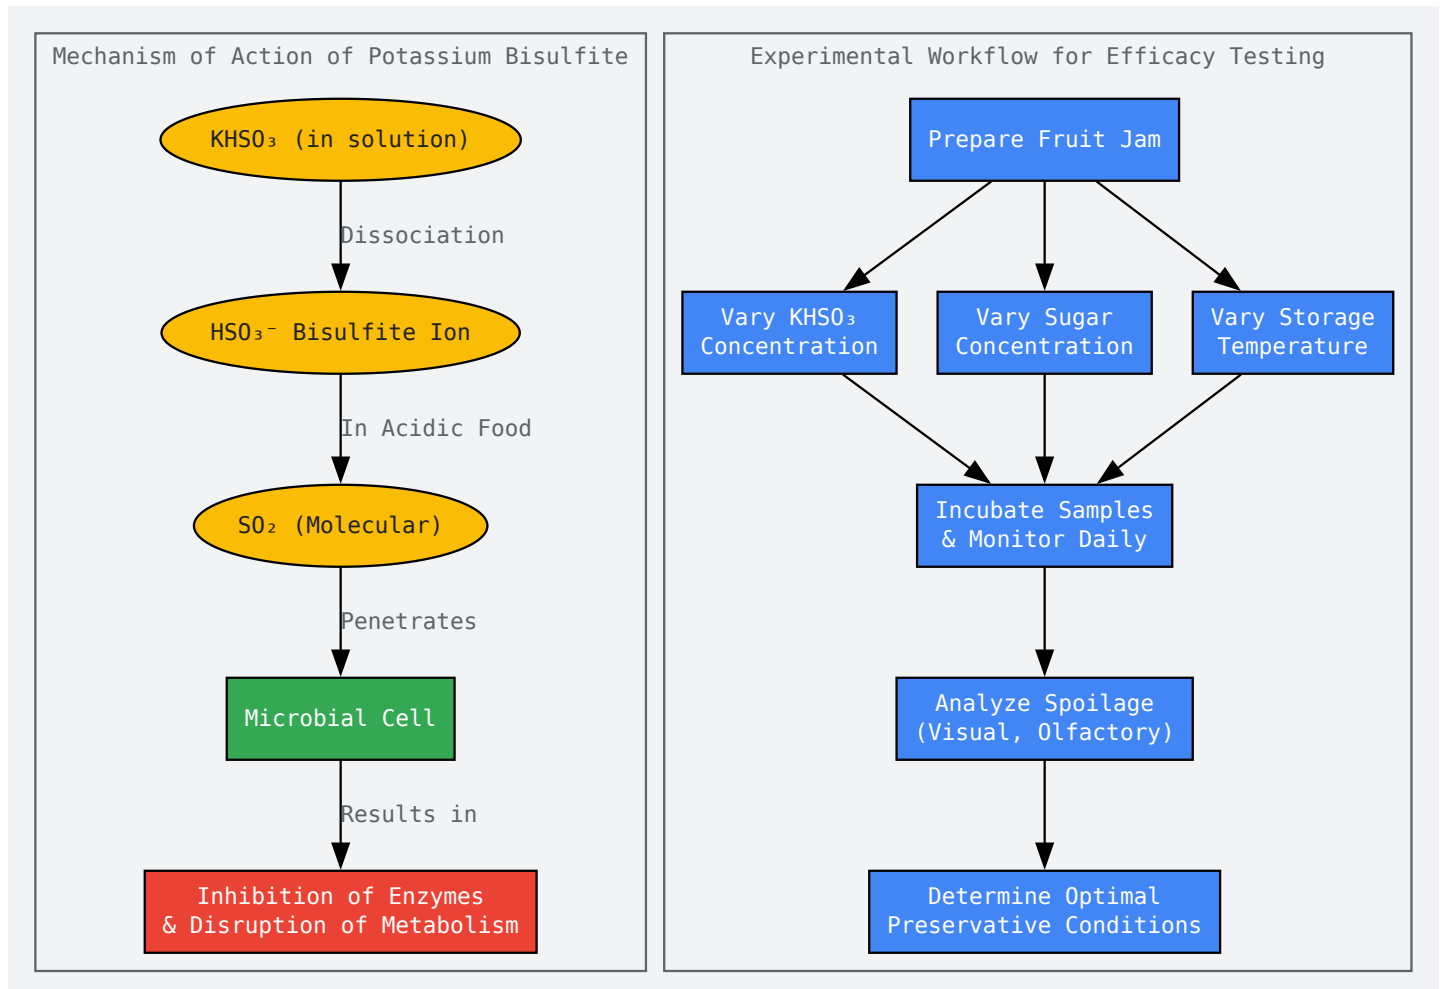 Mechanism of Action of Potassium Bisulfite
KHSO₃ (in solution)
Dissociation
HSO₃⁻ Bisulfite Ion
In Acidic Food
SO₂ (Molecular)
Penetrates
Microbial Cell
Results in
Inhibition of Enzymes
& Disruption of Metabolism
Experimental Workflow for Efficacy Testing
Prepare Fruit Jam
Vary KHSO₃
Concentration
Vary Sugar
Concentration
Vary Storage
Temperature
Incubate Samples
& Monitor Daily
Analyze Spoilage
(Visual, Olfactory)
Determine Optimal
Preservative Conditions